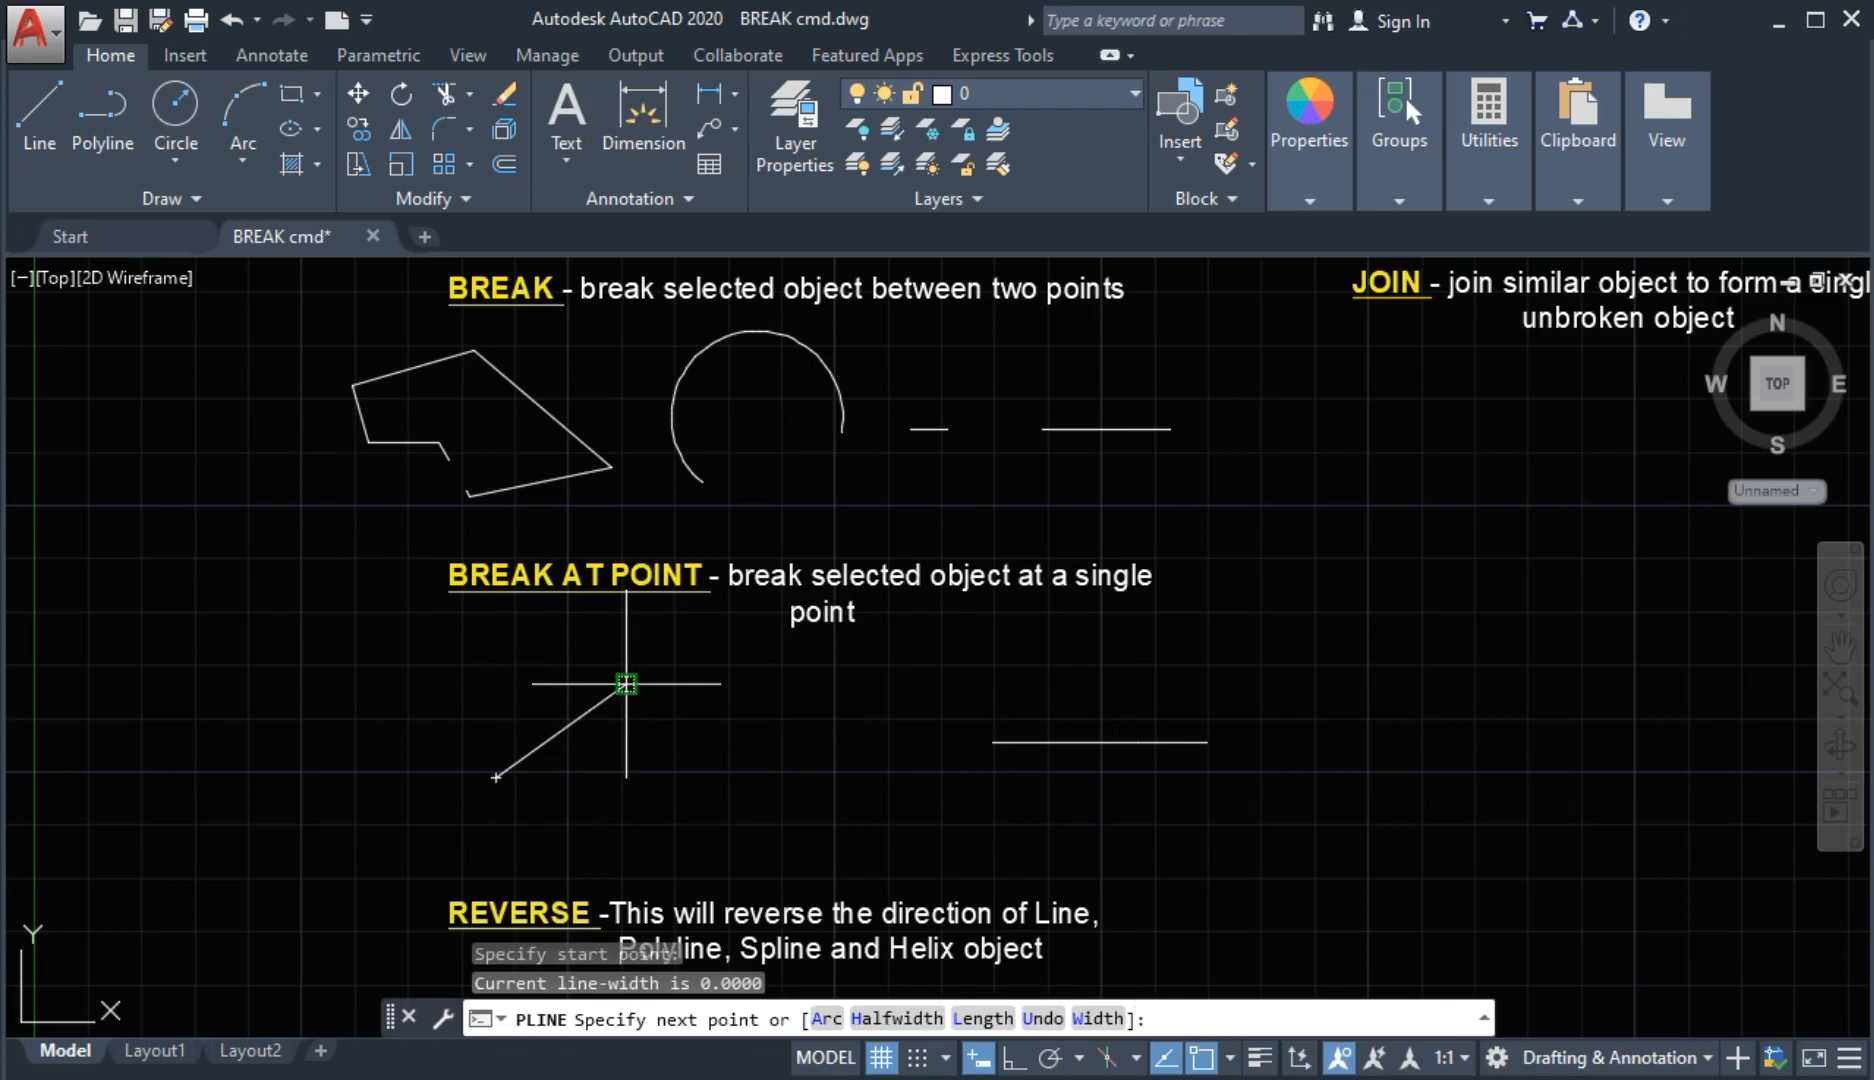 Autodesk AutoCAD 2020 BREAK cmd.dwg
Type a keyword or phrase
Sign In
Home Insert Annotate Parametric View Manage Output Collaborate Featured Apps Express Tools
0
Line Polyline Circle Arc
Text Dimension
Layer
Properties
Insert
Properties Groups Utilities Clipboard View
Draw Modify Annotation Layers Block
Start BREAK cmd*
[−][Top][2D Wireframe]
BREAK - break selected object between two points
JOIN - join similar object to form a singl
unbroken object
N
W TOP E
S
Unnamed
BREAK AT POINT - break selected object at a single
point
REVERSE -This will reverse the direction of Line,
Polyline, Spline and Helix object
Specify start point:
Current line-width is 0.0000
Y
X
PLINE Specify next point or [Arc Halfwidth Length Undo Width]:
Model Layout1 Layout2
MODEL 1:1 Drafting & Annotation